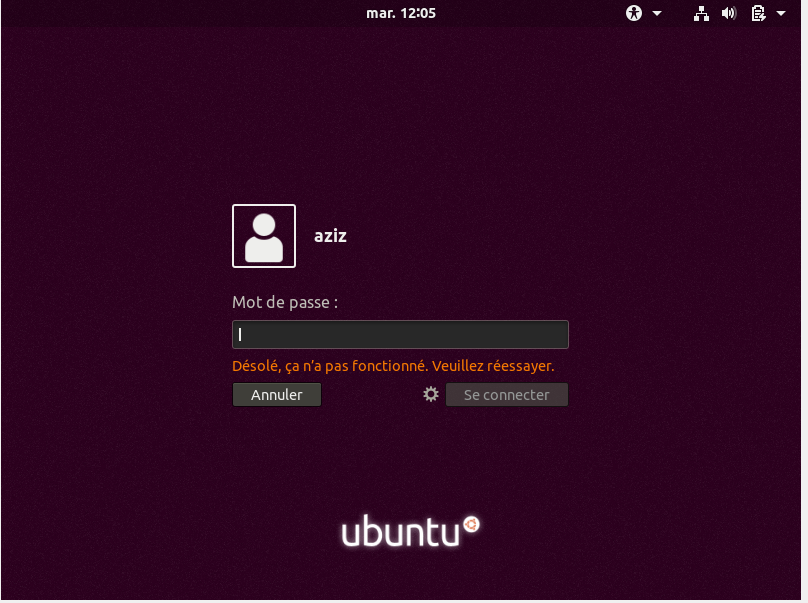 mar. 12:05
aziz
Mot de passe :
Désolé, ça n'a pas fonctionné. Veuillez réessayer.
Annuler
Se connecter
ubuntu